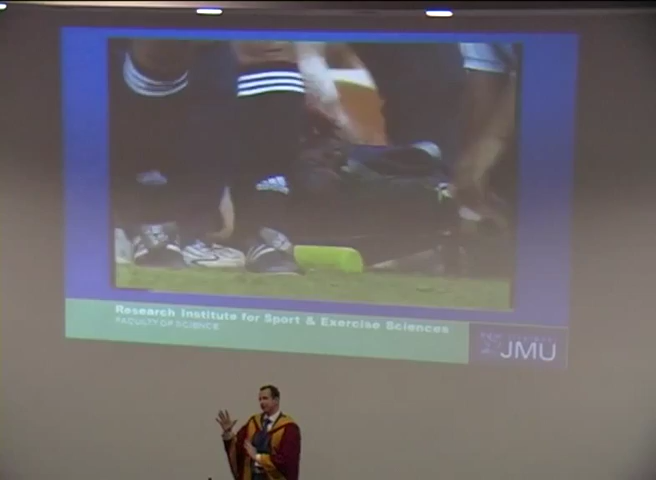 Research Institute for Sport & Exercise Sciences
FACULTY OF SCIENCE
JMU